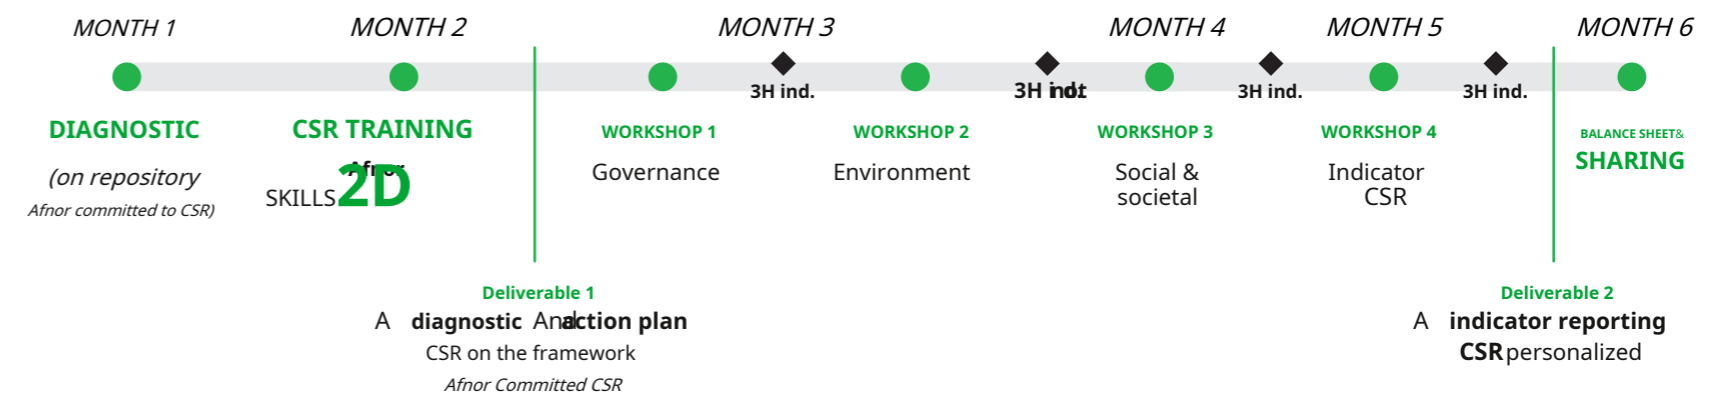 MONTH 1 MONTH 2 MONTH 3 MONTH 4 MONTH 5 MONTH 6
3H ind. 3H ind. 3H ind. 3H ind.
DIAGNOSTIC CSR TRAINING WORKSHOP 1 WORKSHOP 2 WORKSHOP 3 WORKSHOP 4 BALANCE SHEET&
SHARING
(on repository Afnor Governance Environment Social & Indicator
Afnor committed to CSR) SKILLS 2D societal CSR
Deliverable 1 Deliverable 2
A diagnostic And action plan A indicator reporting
CSR on the framework CSR personalized
Afnor Committed CSR